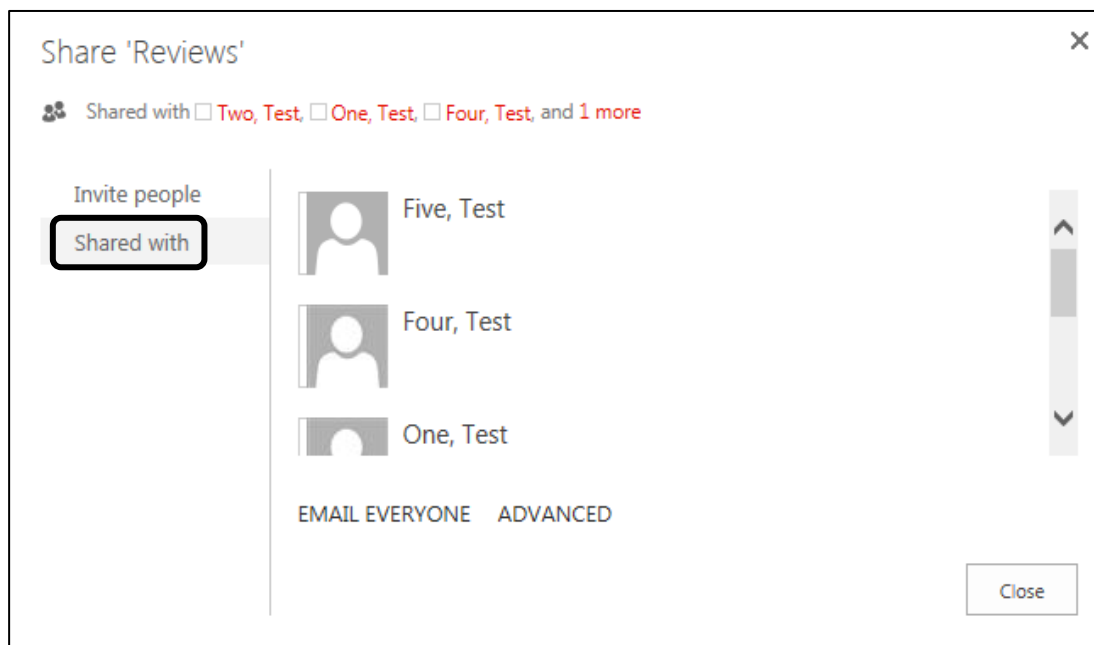 Share 'Reviews'
Shared with Two, Test, One, Test, Four, Test, and 1 more
Invite people
Shared with
Five, Test
Four, Test
One, Test
EMAIL EVERYONE ADVANCED
Close